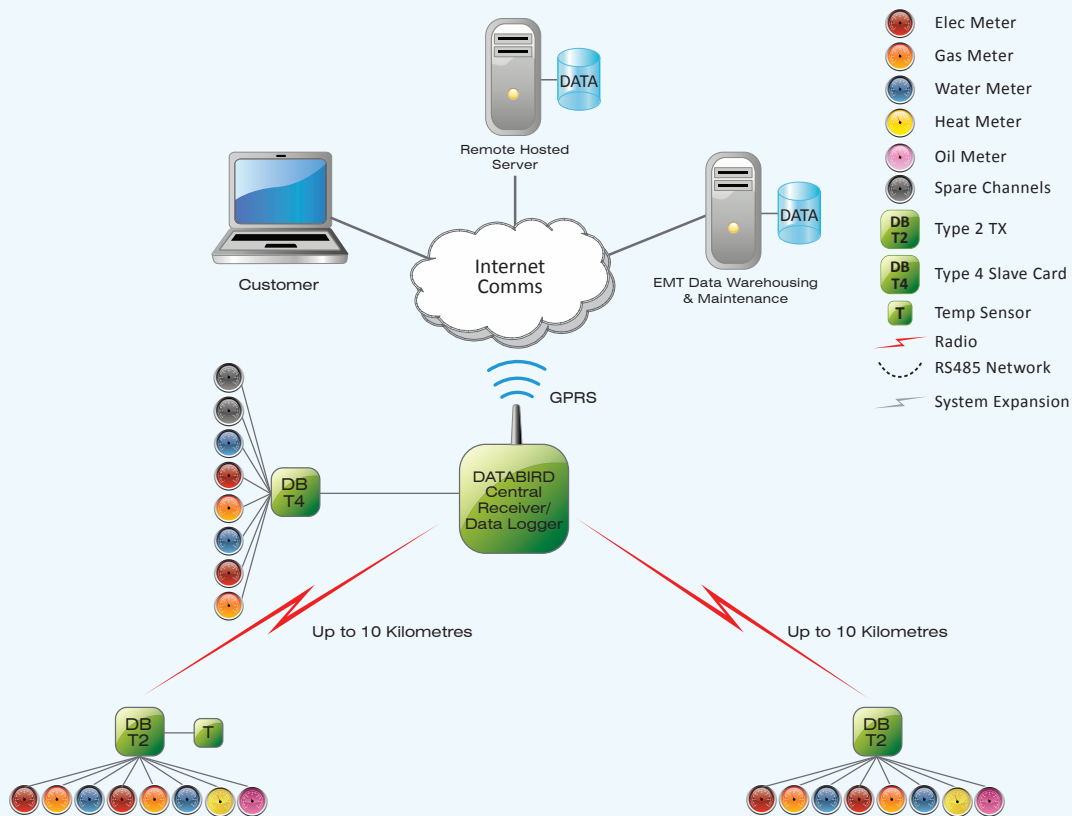 DATA
Remote Hosted
Server
Customer
Internet
Comms
DATA
EMT Data Warehousing
& Maintenance
Elec Meter
Gas Meter
Water Meter
Heat Meter
Oil Meter
Spare Channels
DB
T2
Type 2 TX
DB
T4
Type 4 Slave Card
T
Temp Sensor
Radio
RS485 Network
System Expansion
GPRS
DB
T4
DATABIRD
Central
Receiver/
Data Logger
Up to 10 Kilometres
Up to 10 Kilometres
DB
T2
T
DB
T2